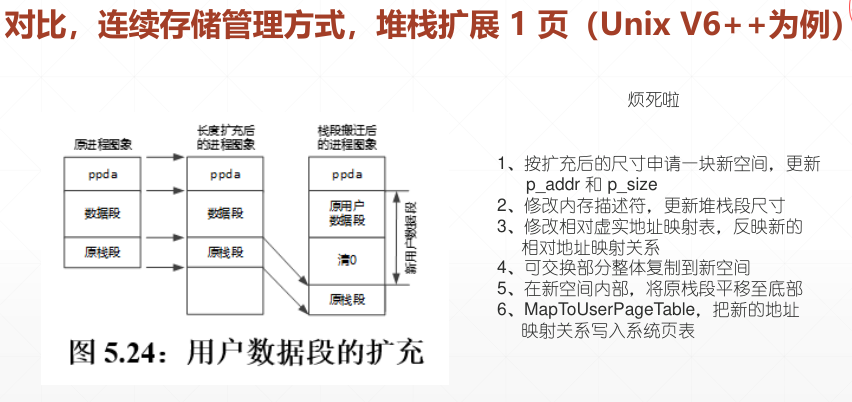 对比，连续存储管理方式，堆栈扩展 1 页（Unix V6++为例）
烦死啦
原进程图象
长度扩充后
的进程图象
栈段搬迁后
的进程图象
ppda
数据段
原栈段
ppda
数据段
原栈段
ppda
原用户
数据段
清0
原栈段
新用户数据段
图 5.24：用户数据段的扩充
1、按扩充后的尺寸申请一块新空间，更新
p_addr 和 p_size
2、修改内存描述符，更新堆栈段尺寸
3、修改相对虚实地址映射表，反映新的
相对地址映射关系
4、可交换部分整体复制到新空间
5、在新空间内部，将原栈段平移至底部
6、MapToUserPageTable，把新的地址
映射关系写入系统页表